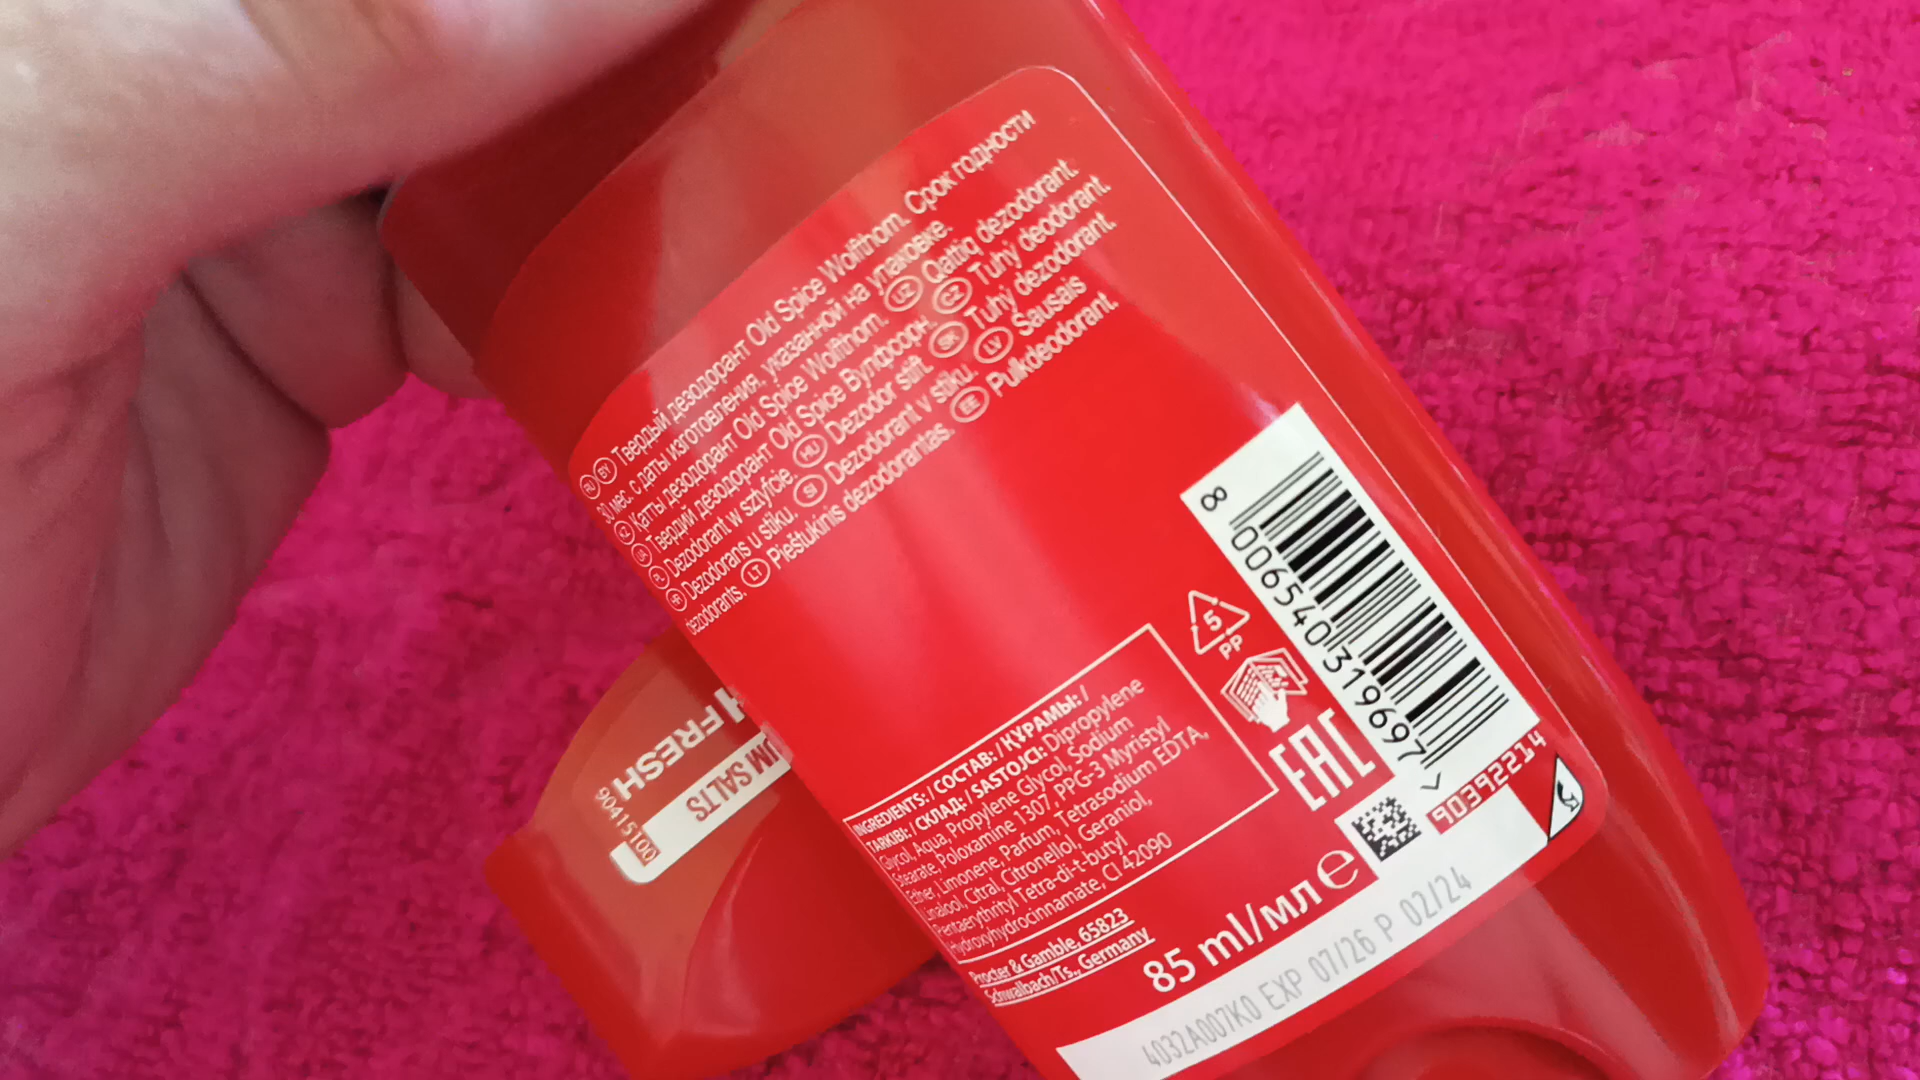 RU BY Твердый дезодорант Old Spice Wolfthorn. Срок годности
30 мес. с даты изготовления, указанной на упаковке.
KZ Қатты дезодорант Old Spice Wolfthorn. UZ Qattiq dezodorant.
UA Твердий дезодорант Old Spice Вулфзорн. CZ Tuhý deodorant.
PL Dezodorant w sztyfcie. HU Dezodor stift. SK Tuhý dezodorant.
HR Dezodorans u stiku. SI Dezodorant v stiku. LV Sausais
dezodorants. LT Pieštukinis dezodorantas. EE Pulkdeodorant.
8 006540 319697 >
5
PP
EAC
90392214
INGREDIENTS: / СОСТАВ: / ҚҰРАМЫ: /
TARKIBI: / СКЛАД: / SASTOJCI: Dipropylene
Glycol, Aqua, Propylene Glycol, Sodium
Stearate, Poloxamine 1307, PPG-3 Myristyl
Ether, Limonene, Parfum, Tetrasodium EDTA,
Linalool, Citral, Citronellol, Geraniol,
Pentaerythrityl Tetra-di-t-butyl
Hydroxyhydrocinnamate, CI 42090
Procter & Gamble, 65823
Schwalbach/Ts., Germany
85 ml/мл e
4032A007K0 EXP 07/26 P 02/24
FRESH
UM SALTS
90415100